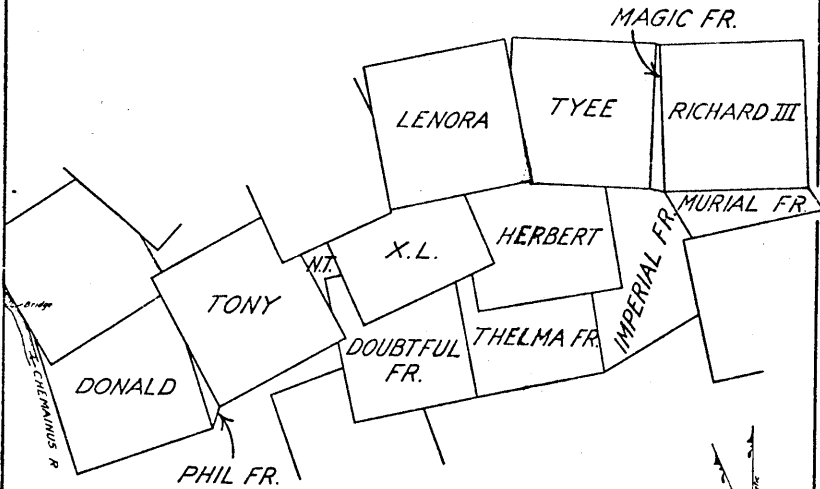 MAGIC FR.
LENORA
TYEE
RICHARD III
MURIAL FR.
HERBERT
X.L.
N.T.
IMPERIAL FR.
TONY
Bridge
DOUBTFUL
FR.
THELMA FR.
DONALD
CHEMAINUS R
PHIL FR.